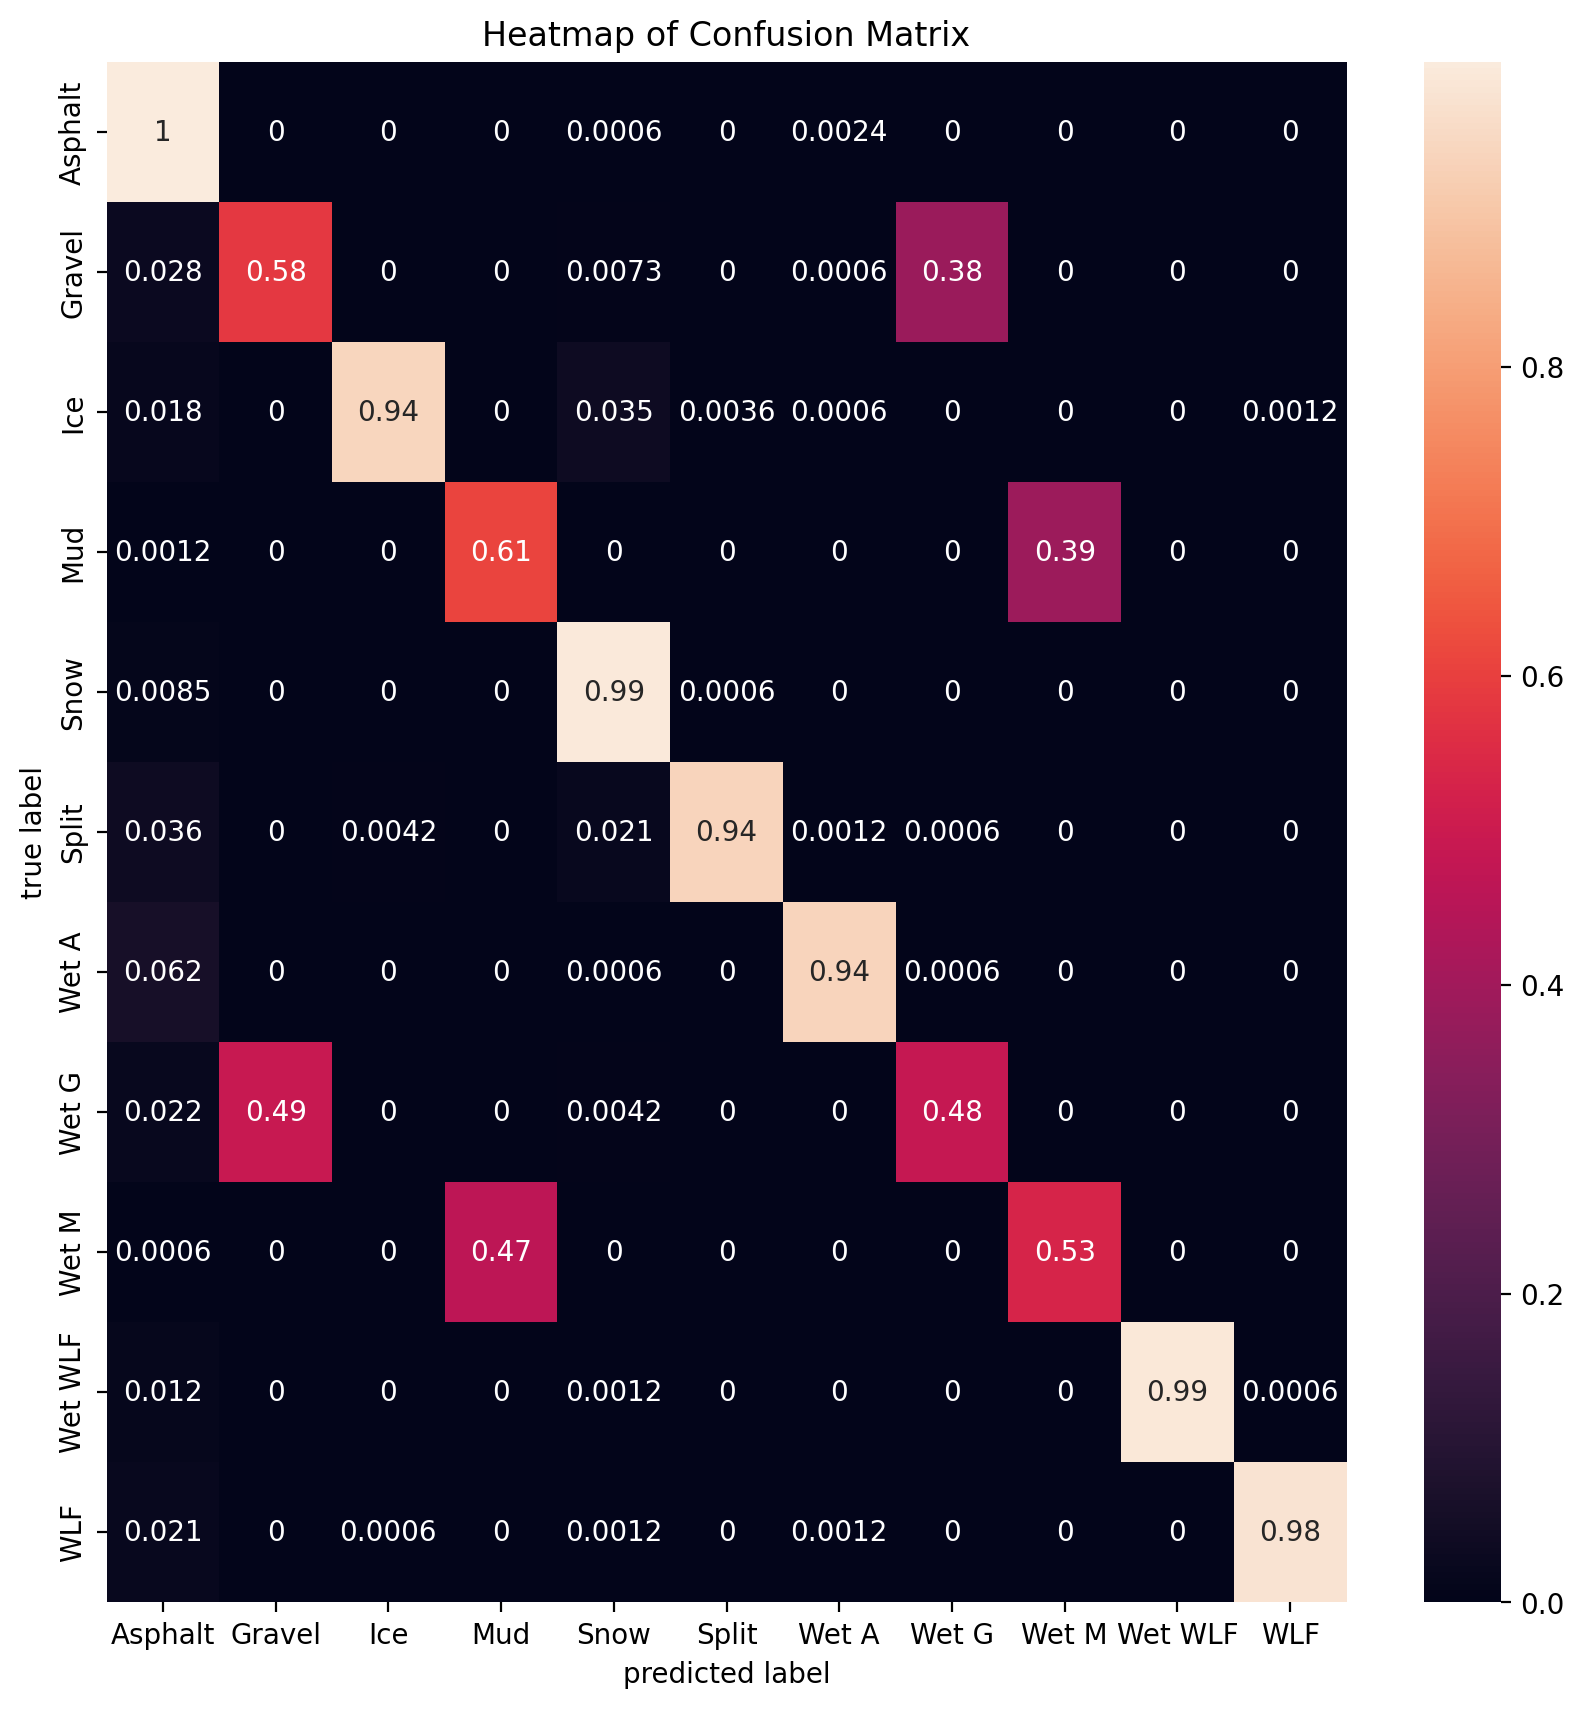 Heatmap of Confusion Matrix
Asphalt 1 0 0 0 0.0006 0 0.0024 0 0 0 0
Gravel 0.028 0.58 0 0 0.0073 0 0.0006 0.38 0 0 0
Ice 0.018 0 0.94 0 0.035 0.0036 0.0006 0 0 0 0.0012
Mud 0.0012 0 0 0.61 0 0 0 0 0.39 0 0
Snow 0.0085 0 0 0 0.99 0.0006 0 0 0 0 0
Split 0.036 0 0.0042 0 0.021 0.94 0.0012 0.0006 0 0 0
Wet A 0.062 0 0 0 0.0006 0 0.94 0.0006 0 0 0
Wet G 0.022 0.49 0 0 0.0042 0 0 0.48 0 0 0
Wet M 0.0006 0 0 0.47 0 0 0 0 0.53 0 0
Wet WLF 0.012 0 0 0 0.0012 0 0 0 0 0.99 0.0006
WLF 0.021 0 0.0006 0 0.0012 0 0.0012 0 0 0 0.98
Asphalt Gravel Ice Mud Snow Split Wet A Wet G Wet M Wet WLF WLF
predicted label
true label
0.8
0.6
0.4
0.2
0.0